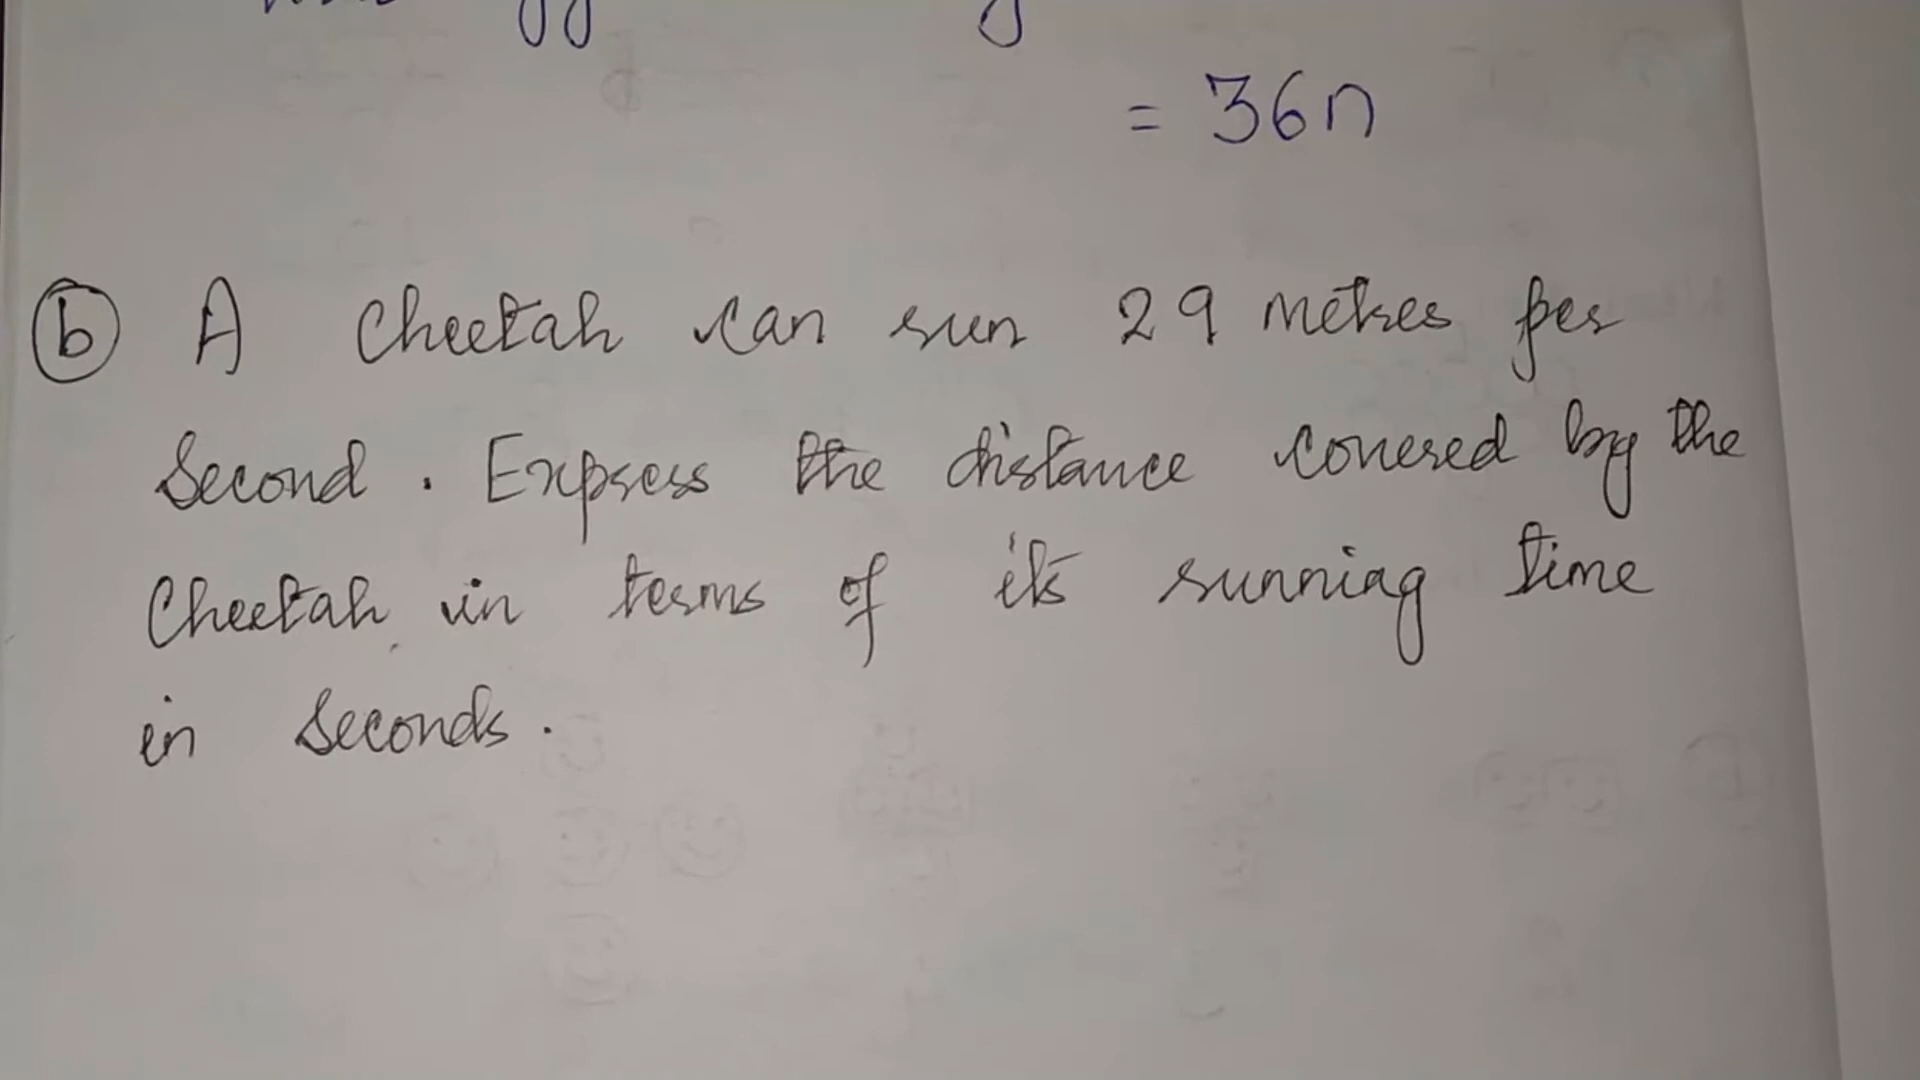 = 36n
b A Cheetah can run 29 metres per
Second. Express the distance covered by the
Cheetah in terms of its running time
in seconds.